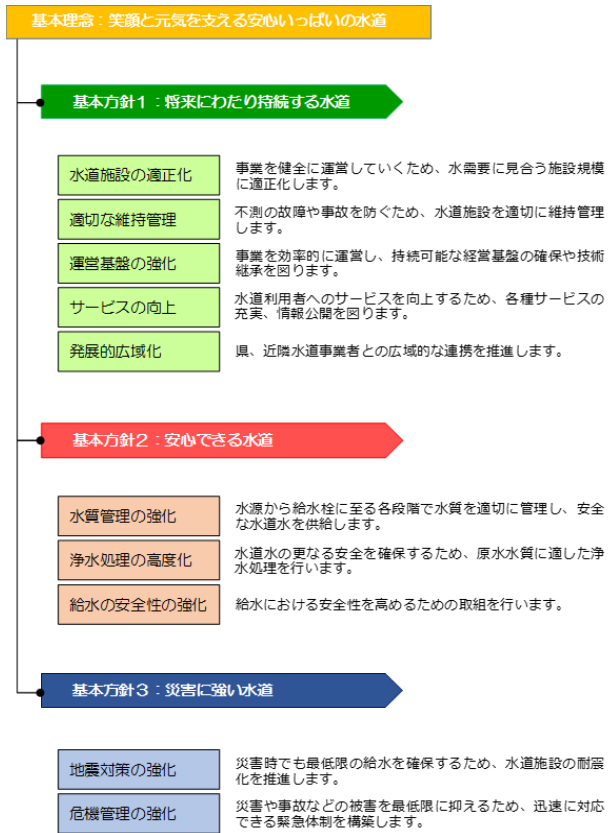 基本理念：笑顔と元気を支える安心いっぱいの水道
基本方針１：将来にわたり持続する水道
水道施設の適正化
事業を健全に運営していくため、水需要に見合う施設規模
に適正化します。
適切な維持管理
不測の故障や事故を防ぐため、水道施設を適切に維持管理
します。
運営基盤の強化
事業を効率的に運営し、持続可能な経営基盤の確保や技術
継承を図ります。
サービスの向上
水道利用者へのサービスを向上するため、各種サービスの
充実、情報公開を図ります。
発展的広域化
県、近隣水道事業者との広域的な連携を推進します。
基本方針２：安心できる水道
水質管理の強化
水源から給水栓に至る各段階で水質を適切に管理し、安全
な水道水を供給します。
浄水処理の高度化
水道水の更なる安全を確保するため、原水水質に適した浄
水処理を行います。
給水の安全性の強化
給水における安全性を高めるための取組を行います。
基本方針３：災害に強い水道
地震対策の強化
災害時でも最低限の給水を確保するため、水道施設の耐震
化を推進します。
危機管理の強化
災害や事故などの被害を最低限に抑えるため、迅速に対応
できる緊急体制を構築します。